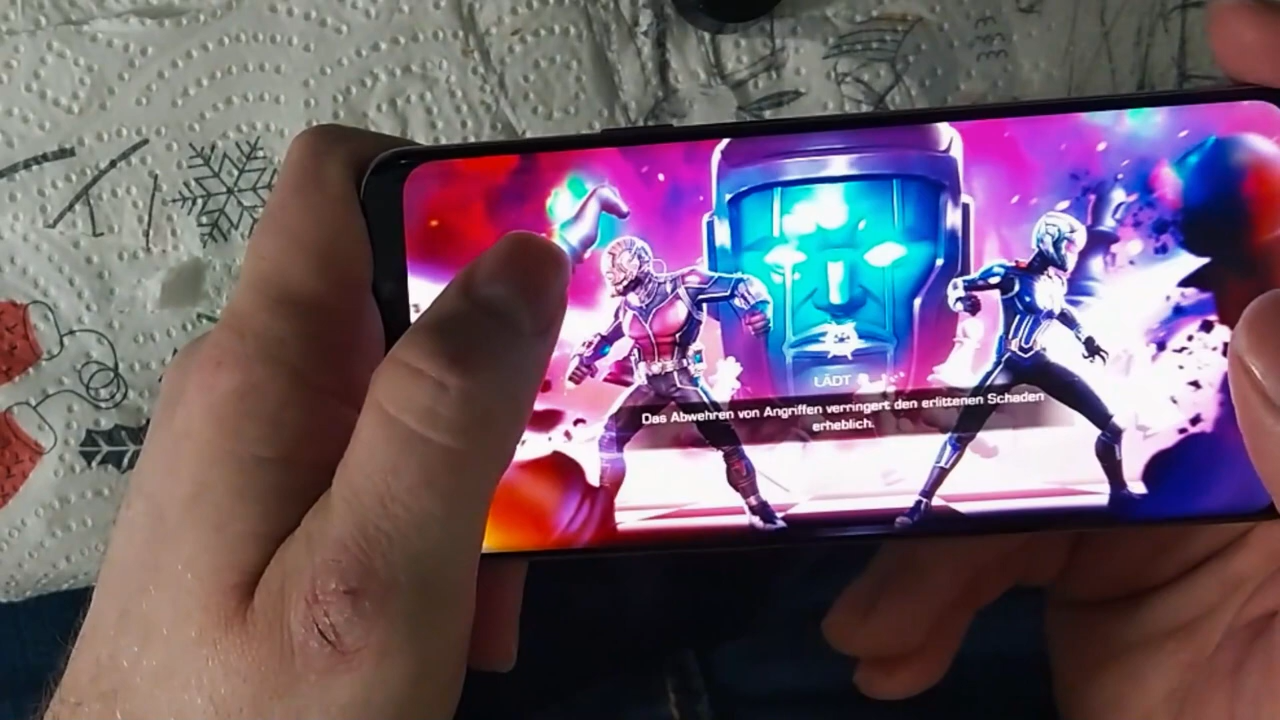 LÄDT
Das Abwehren von Angriffen verringert den erlittenen Schaden
erheblich.